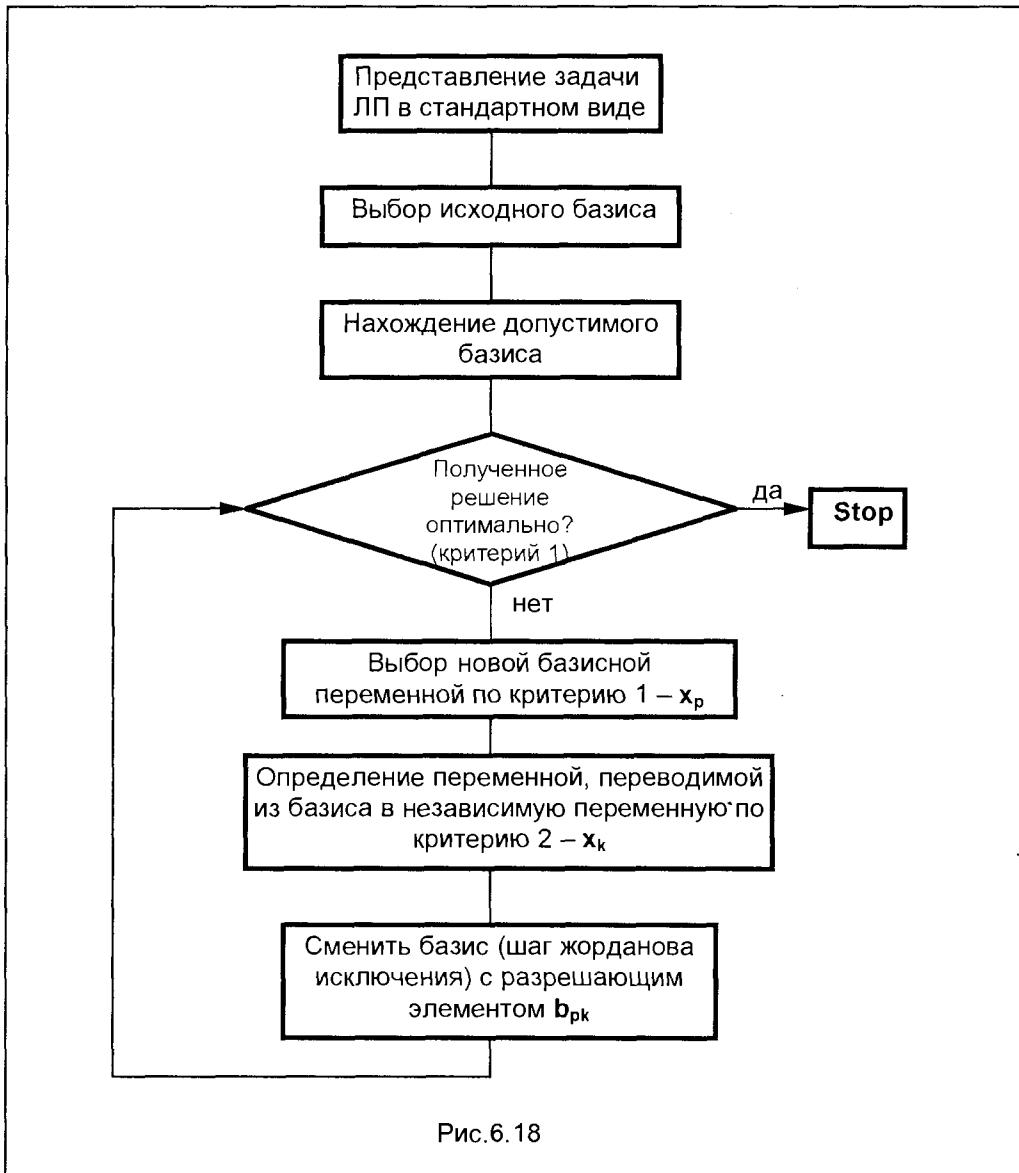 Представление задачи
ЛП в стандартном виде
Выбор исходного базиса
Нахождение допустимого
базиса
Полученное
решение
оптимально?
(критерий 1)
да
Stop
нет
Выбор новой базисной
переменной по критерию 1 – xp
Определение переменной, переводимой
из базиса в независимую переменную по
критерию 2 – xk
Сменить базис (шаг жорданова
исключения) с разрешающим
элементом bpk
Рис.6.18